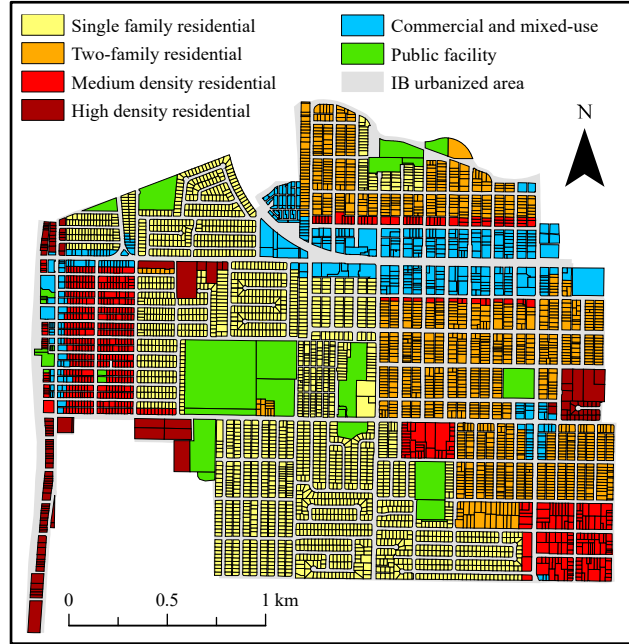 Single family residential
Two-family residential
Medium density residential
High density residential
Commercial and mixed-use
Public facility
IB urbanized area
N
0 0.5 1 km